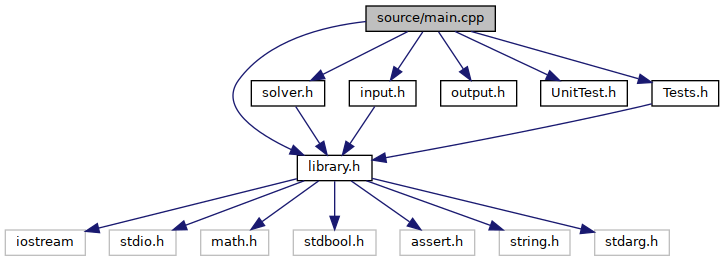 source/main.cpp
solver.h
input.h
output.h
UnitTest.h
Tests.h
library.h
iostream
stdio.h
math.h
stdbool.h
assert.h
string.h
stdarg.h